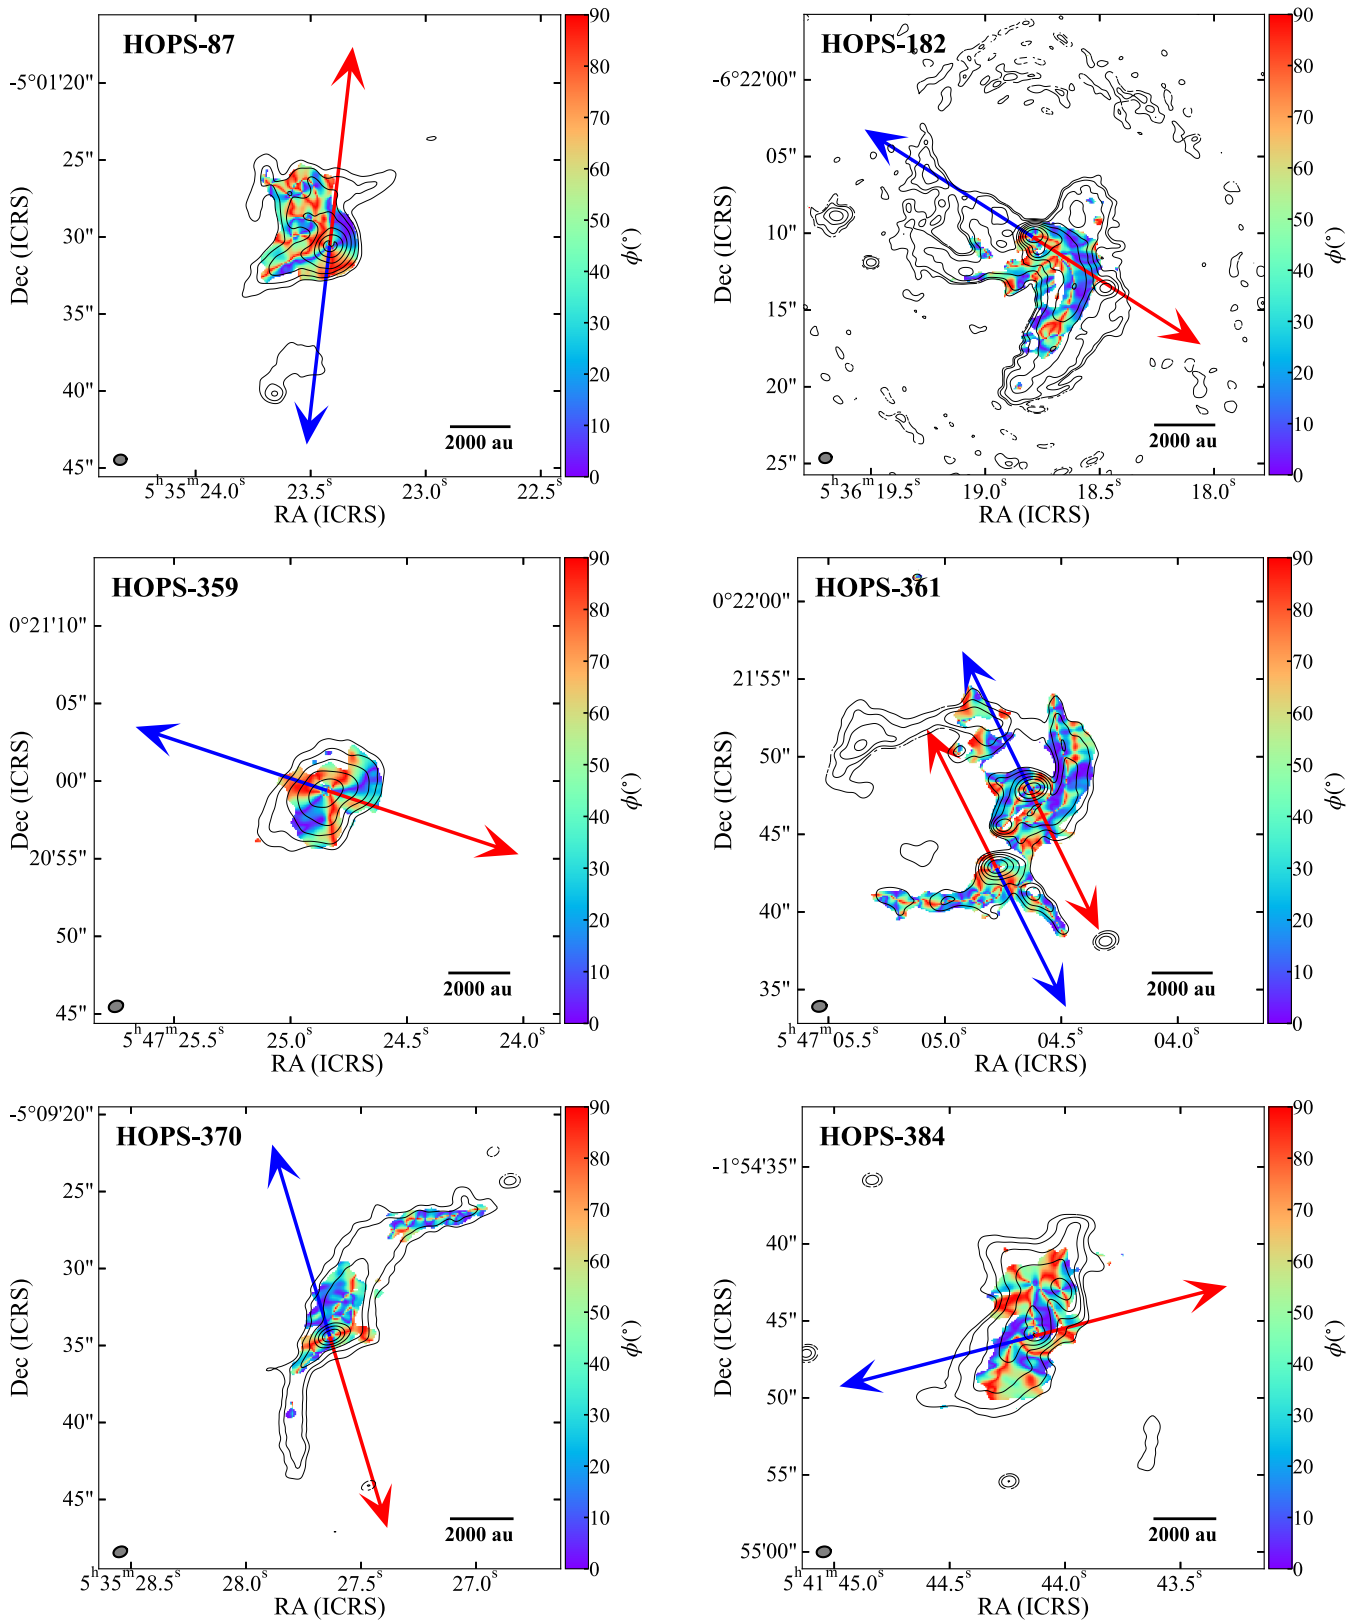 HOPS-87
-5°01'20"
25"
30"
35"
40"
45"
Dec (ICRS)
5ʰ35ᵐ24.0ˢ 23.5ˢ 23.0ˢ 22.5ˢ
RA (ICRS)
2000 au
90
80
70
60
50
40
30
20
10
0
ϕ(°)
HOPS-182
-6°22'00"
05"
10"
15"
20"
25"
Dec (ICRS)
5ʰ36ᵐ19.5ˢ 19.0ˢ 18.5ˢ 18.0ˢ
RA (ICRS)
2000 au
90
80
70
60
50
40
30
20
10
0
ϕ(°)
HOPS-359
0°21'10"
05"
00"
20'55"
50"
45"
Dec (ICRS)
5ʰ47ᵐ25.5ˢ 25.0ˢ 24.5ˢ 24.0ˢ
RA (ICRS)
2000 au
90
80
70
60
50
40
30
20
10
0
ϕ(°)
HOPS-361
0°22'00"
21'55"
50"
45"
40"
35"
Dec (ICRS)
5ʰ47ᵐ05.5ˢ 05.0ˢ 04.5ˢ 04.0ˢ
RA (ICRS)
2000 au
90
80
70
60
50
40
30
20
10
0
ϕ(°)
HOPS-370
-5°09'20"
25"
30"
35"
40"
45"
Dec (ICRS)
5ʰ35ᵐ28.5ˢ 28.0ˢ 27.5ˢ 27.0ˢ
RA (ICRS)
2000 au
90
80
70
60
50
40
30
20
10
0
ϕ(°)
HOPS-384
-1°54'35"
40"
45"
50"
55"
55'00"
Dec (ICRS)
5ʰ41ᵐ45.0ˢ 44.5ˢ 44.0ˢ 43.5ˢ
RA (ICRS)
2000 au
90
80
70
60
50
40
30
20
10
0
ϕ(°)